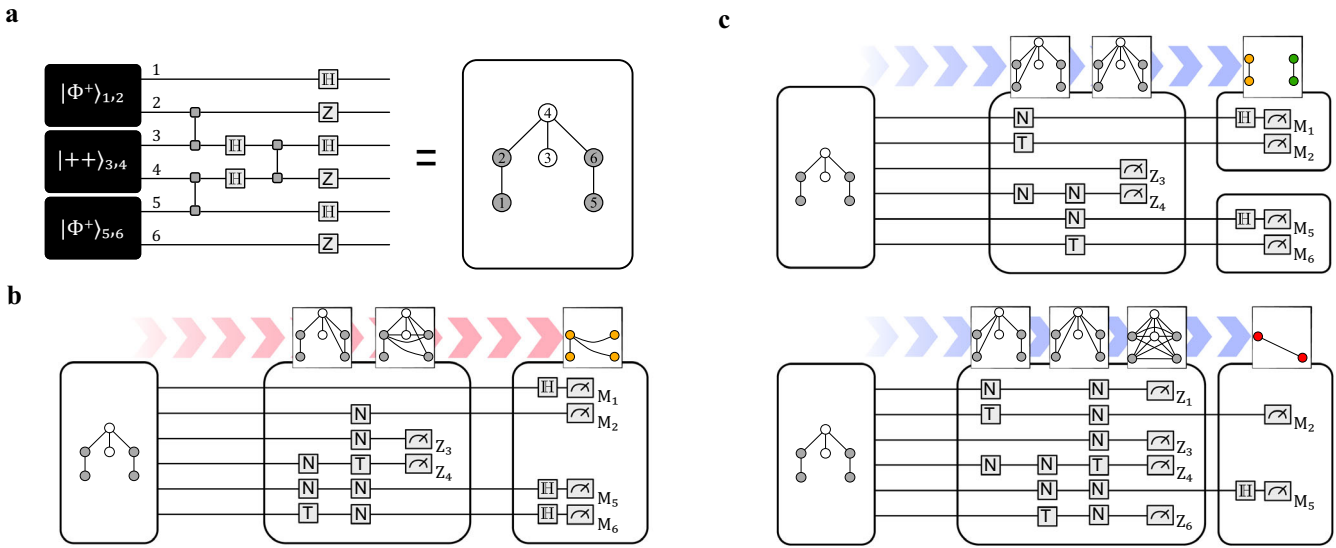 a
|Φ⁺⟩₁,₂
|++⟩₃,₄
|Φ⁺⟩₅,₆
1
2
3
4
5
6
ℍ
Z
ℍ ℍ
ℍ Z
ℍ
Z
=
4
2 3 6
1 5
b
ℍ M₁
N M₂
N Z₃
N T Z₄
N N ℍ M₅
T N ℍ M₆
c
N ℍ M₁
T M₂
Z₃
N N Z₄
N ℍ M₅
T M₆
N N Z₁
T N M₂
N Z₃
N N T Z₄
N N ℍ M₅
T N Z₆